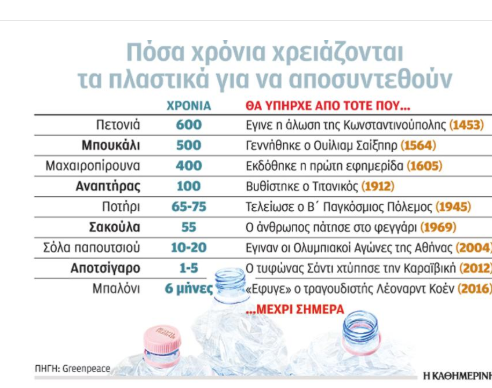 Πόσα χρόνια χρειάζονται
τα πλαστικά για να αποσυντεθούν
ΧΡΟΝΙΑ ΘΑ ΥΠΗΡΧΕ ΑΠΟ ΤΟΤΕ ΠΟΥ...
Πετονιά 600 Εγινε η άλωση της Κωνσταντινούπολης (1453)
Μπουκάλι 500 Γεννήθηκε ο Ουίλιαμ Σαίξπηρ (1564)
Μαχαιροπίρουνα 400 Εκδόθηκε η πρώτη εφημερίδα (1605)
Αναπτήρας 100 Βυθίστηκε ο Τιτανικός (1912)
Ποτήρι 65-75 Τελείωσε ο Β΄ Παγκόσμιος Πόλεμος (1945)
Σακούλα 55 Ο άνθρωπος πάτησε στο φεγγάρι (1969)
Σόλα παπουτσιού 10-20 Εγιναν οι Ολυμπιακοί Αγώνες της Αθήνας (2004)
Αποτσίγαρο 1-5 Ο τυφώνας Σάντι χτύπησε την Καραϊβική (2012)
Μπαλόνι 6 μήνες «Εφυγε» ο τραγουδιστής Λέοναρντ Κοέν (2016)
...ΜΕΧΡΙ ΣΗΜΕΡΑ
ΠΗΓΗ: Greenpeace
Η ΚΑΘΗΜΕΡΙΝΗ